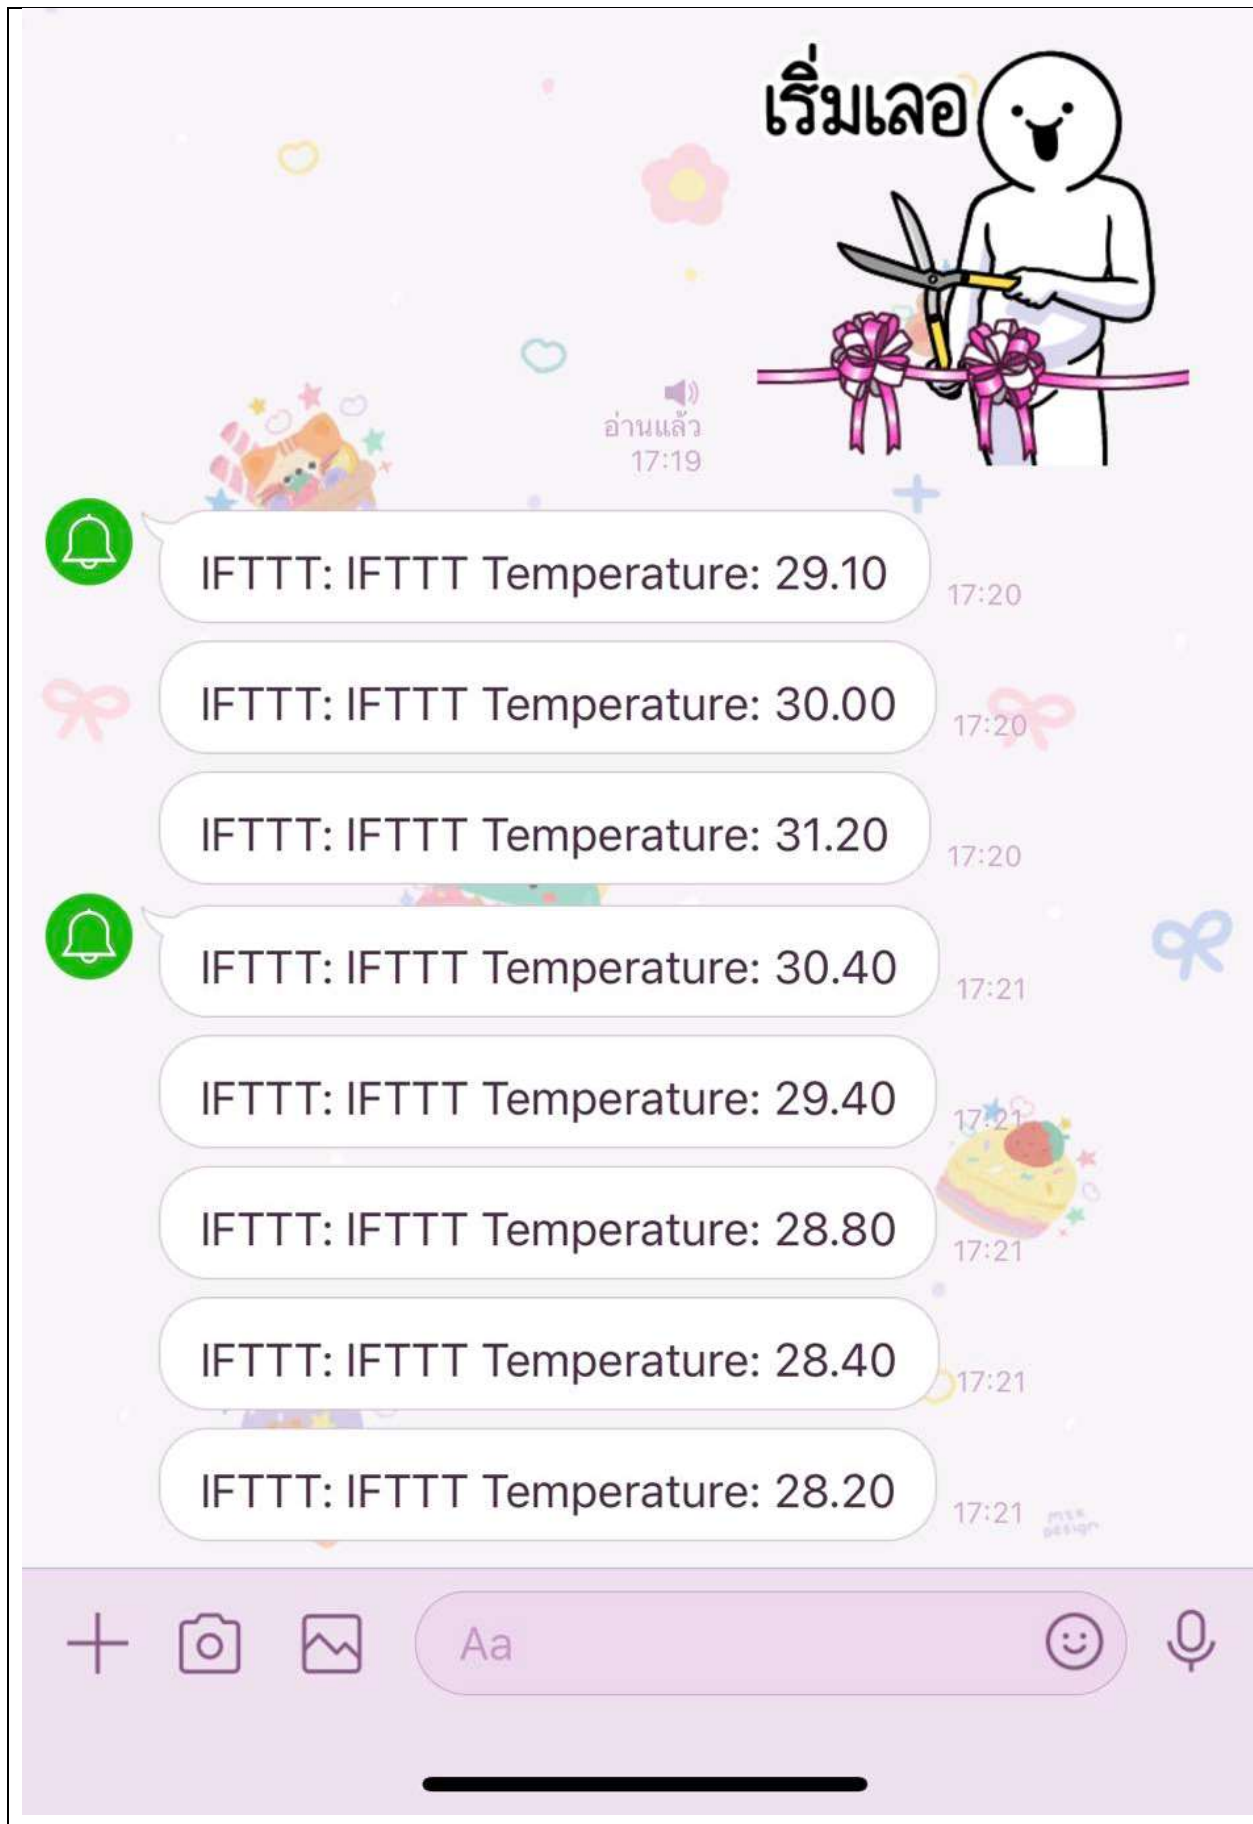 เริ่มเลอ
อ่านแล้ว
17:19
IFTTT: IFTTT Temperature: 29.10
17:20
IFTTT: IFTTT Temperature: 30.00
17:20
IFTTT: IFTTT Temperature: 31.20
17:20
IFTTT: IFTTT Temperature: 30.40
17:21
IFTTT: IFTTT Temperature: 29.40
17:21
IFTTT: IFTTT Temperature: 28.80
17:21
IFTTT: IFTTT Temperature: 28.40
17:21
IFTTT: IFTTT Temperature: 28.20
17:21
Design
Aa